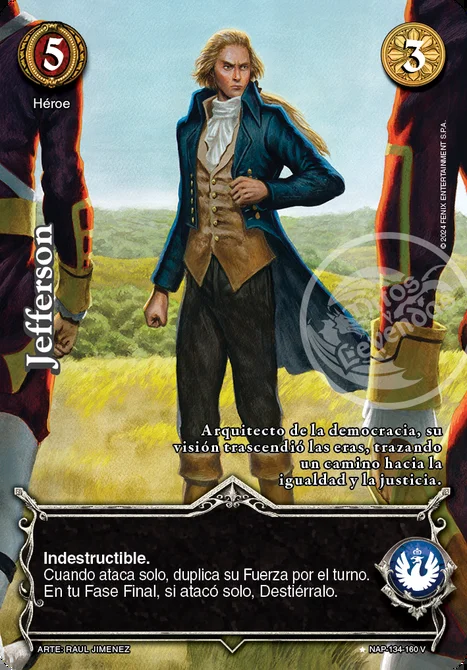 5
3
Héroe
© 2024 FENIX ENTERTAINMENT S.P.A.
Jefferson
Mitos
y
Leyendas
Arquitecto de la democracia, su
visión trascendió las eras, trazando
un camino hacia la
igualdad y la justicia.
Indestructible.
Cuando ataca solo, duplica su Fuerza por el turno.
En tu Fase Final, si atacó solo, Destiérralo.
ARTE: RAUL JIMENEZ
★ NAP-134-160 V